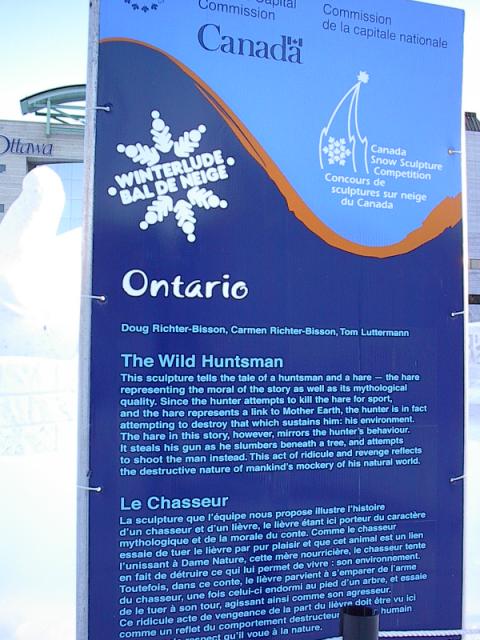 Capital
Commission
Commission
de la capitale nationale
Canada
Ottawa
WINTERLUDE
BAL DE NEIGE
Canada
Snow Sculpture
Competition
Concours de
sculptures sur neige
du Canada
Ontario
Doug Richter-Bisson, Carmen Richter-Bisson, Tom Luttermann
The Wild Huntsman
This sculpture tells the tale of a huntsman and a hare — the hare
representing the moral of the story as well as its mythological
quality. Since the hunter attempts to kill the hare for sport,
and the hare represents a link to Mother Earth, the hunter is in fact
attempting to destroy that which sustains him: his environment.
The hare in this story, however, mirrors the hunter's behaviour.
It steals his gun as he slumbers beneath a tree, and attempts
to shoot the man instead. This act of ridicule and revenge reflects
the destructive nature of mankind's mockery of his natural world.
Le Chasseur
La sculpture que l'équipe nous propose illustre l'histoire
d'un chasseur et d'un lièvre, le lièvre étant ici porteur du caractère
mythologique et de la morale du conte. Comme le chasseur
essaie de tuer le lièvre par pur plaisir et que cet animal est un lien
l'unissant à Dame Nature, cette mère nourricière, le chasseur tente
en fait de détruire ce qui lui permet de vivre : son environnement.
Toutefois, dans ce conte, le lièvre parvient à s'emparer de l'arme
du chasseur, une fois celui-ci endormi au pied d'un arbre, et essaie
de le tuer à son tour, agissant ainsi comme son agresseur.
Ce ridicule acte de vengeance de la part du lièvre doit être vu ici
comme un reflet du comportement destructeur humain
respect qu'il voue à la nature.